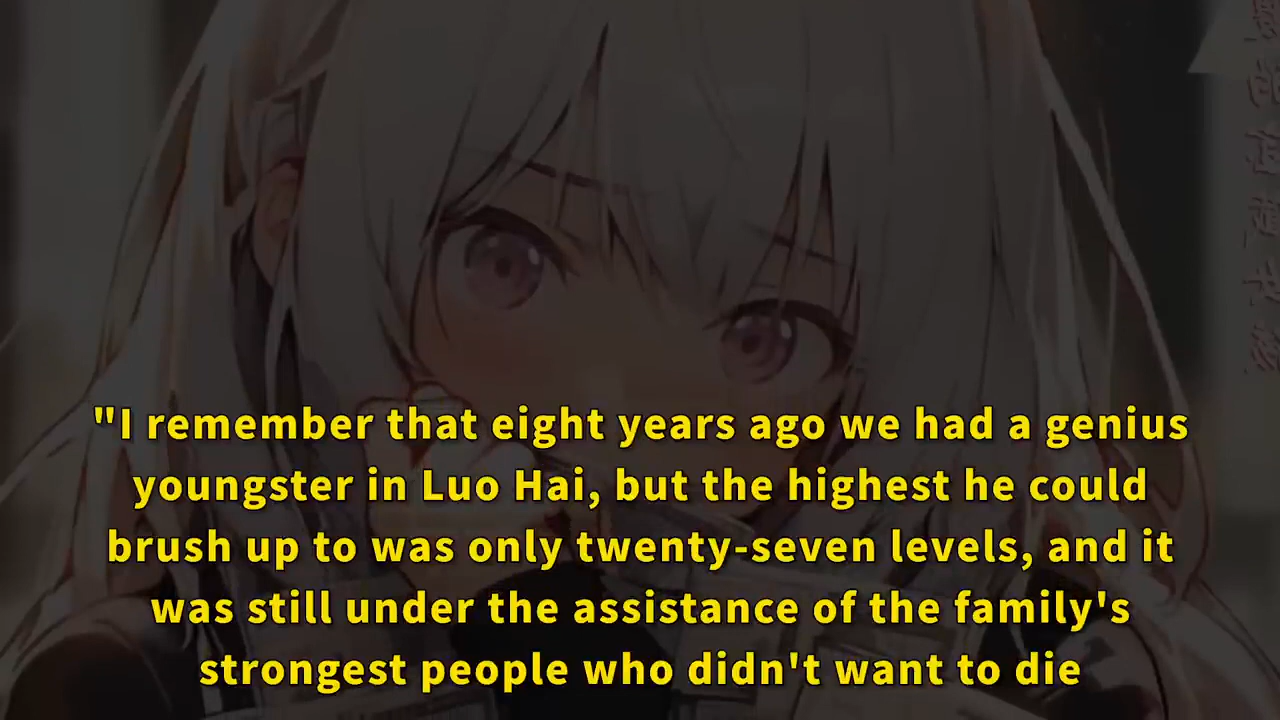 "I remember that eight years ago we had a genius
youngster in Luo Hai, but the highest he could
brush up to was only twenty-seven levels, and it
was still under the assistance of the family's
strongest people who didn't want to die